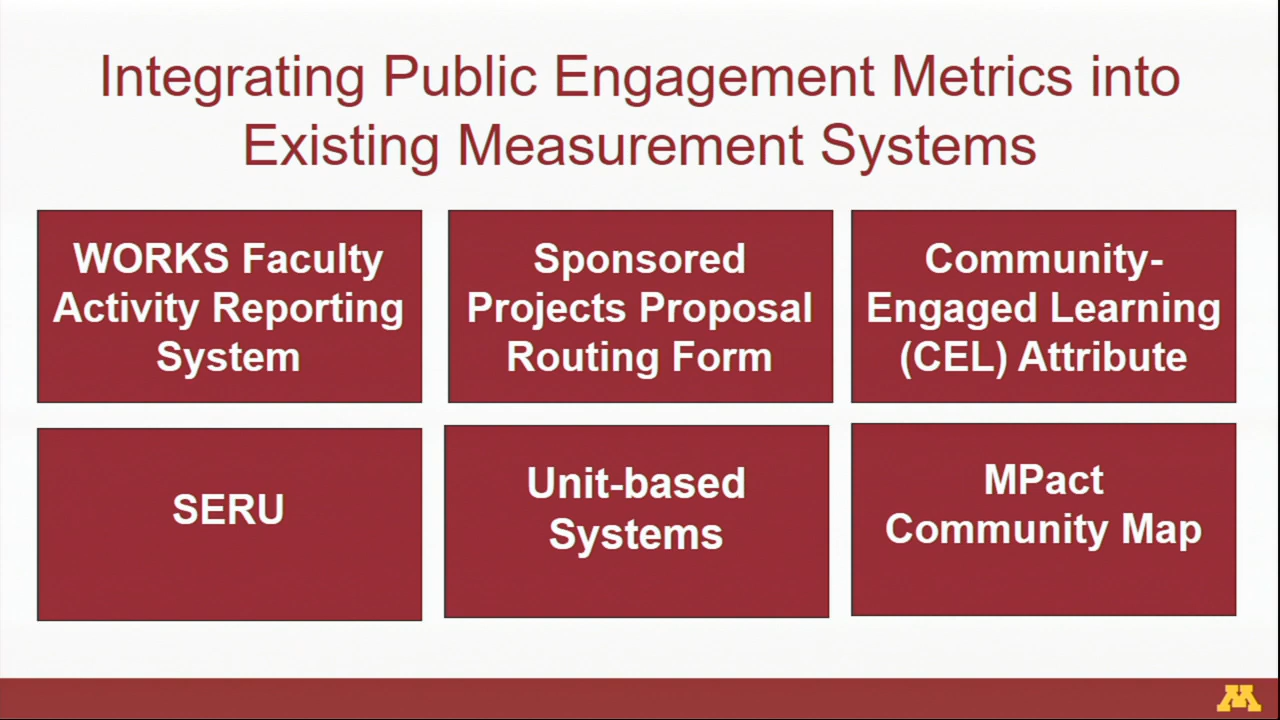 Integrating Public Engagement Metrics into
Existing Measurement Systems
WORKS Faculty
Activity Reporting
System
Sponsored
Projects Proposal
Routing Form
Community-
Engaged Learning
(CEL) Attribute
SERU
Unit-based
Systems
MPact
Community Map
M